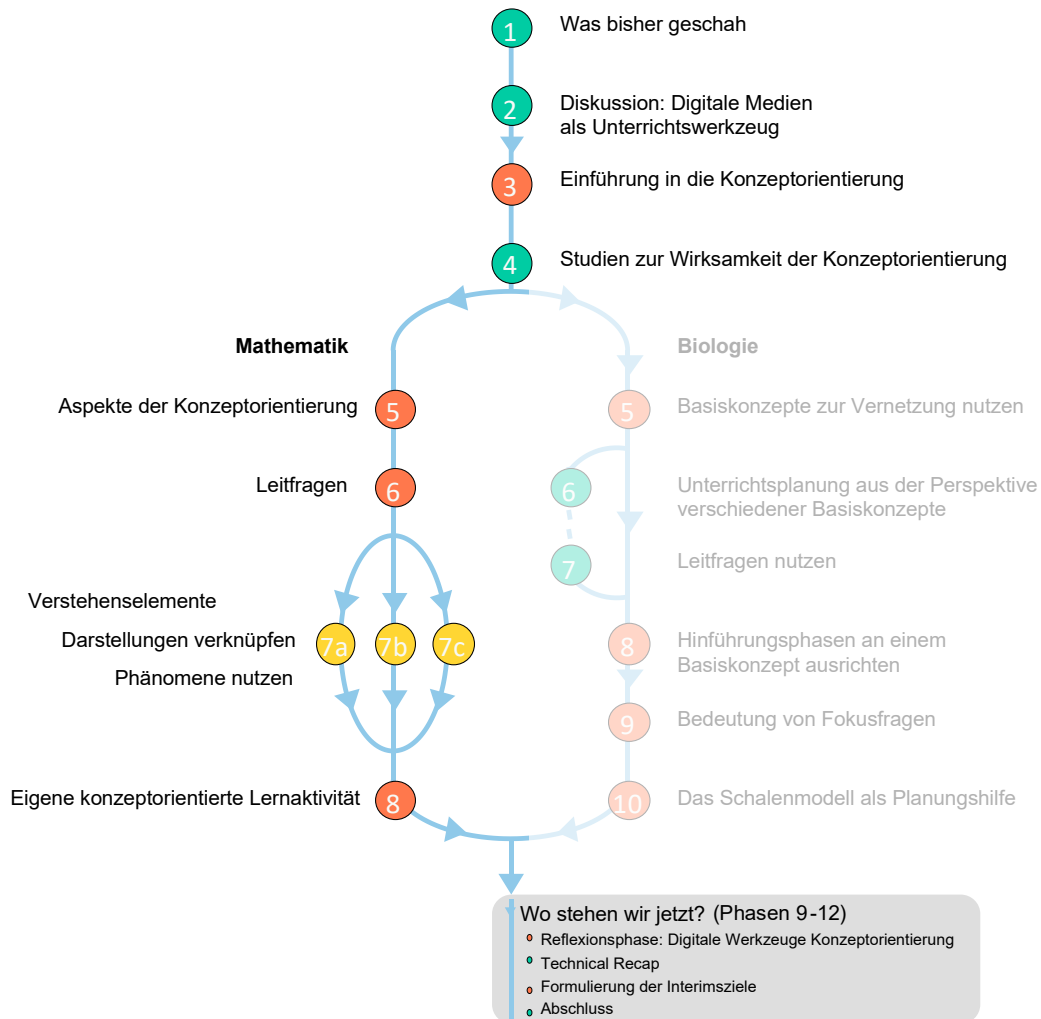 1
Was bisher geschah
2
Diskussion: Digitale Medien
als Unterrichtswerkzeug
3
Einführung in die Konzeptorientierung
4
Studien zur Wirksamkeit der Konzeptorientierung
Mathematik
Aspekte der Konzeptorientierung
5
Leitfragen
6
Verstehenselemente
Darstellungen verknüpfen
Phänomene nutzen
7a
7b
7c
Eigene konzeptorientierte Lernaktivität
8
Biologie
5
Basiskonzepte zur Vernetzung nutzen
6
Unterrichtsplanung aus der Perspektive
verschiedener Basiskonzepte
7
Leitfragen nutzen
8
Hinführungsphasen an einem
Basiskonzept ausrichten
9
Bedeutung von Fokusfragen
10
Das Schalenmodell als Planungshilfe
Wo stehen wir jetzt? (Phasen 9-12)
Reflexionsphase: Digitale Werkzeuge Konzeptorientierung
Technical Recap
Formulierung der Interimsziele
Abschluss